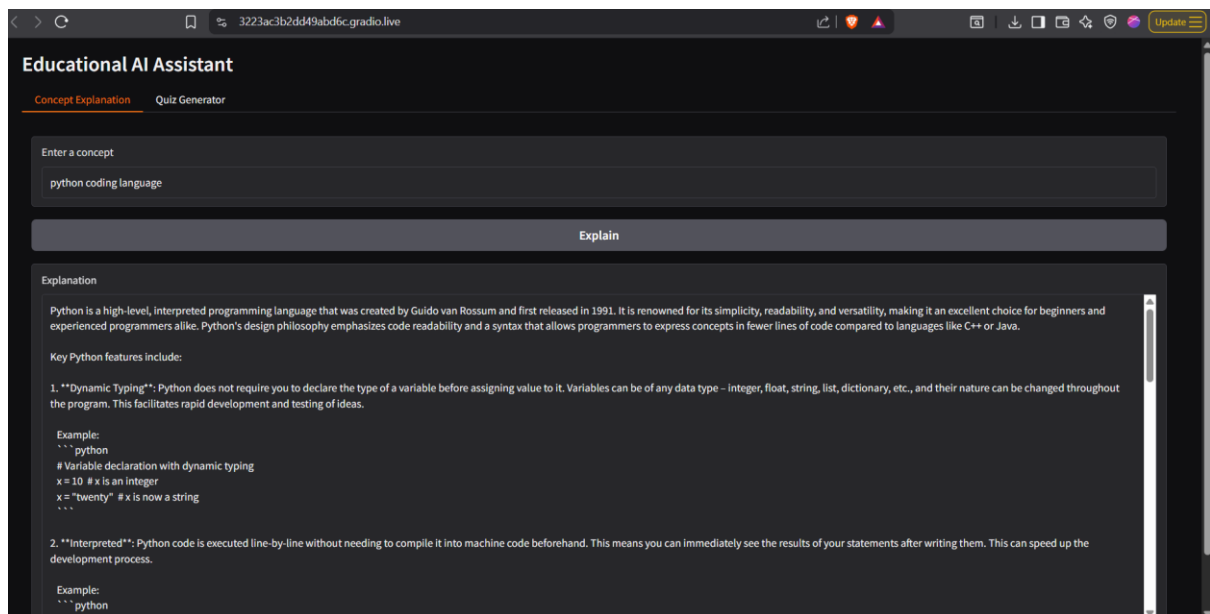 3223ac3b2dd49abd6c.gradio.live
Update
Educational AI Assistant
Concept Explanation
Quiz Generator
Enter a concept
python coding language
Explain
Explanation
Python is a high-level, interpreted programming language that was created by Guido van Rossum and first released in 1991. It is renowned for its simplicity, readability, and versatility, making it an excellent choice for beginners and
experienced programmers alike. Python's design philosophy emphasizes code readability and a syntax that allows programmers to express concepts in fewer lines of code compared to languages like C++ or Java.
Key Python features include:
1. **Dynamic Typing**: Python does not require you to declare the type of a variable before assigning value to it. Variables can be of any data type – integer, float, string, list, dictionary, etc., and their nature can be changed throughout
the program. This facilitates rapid development and testing of ideas.
Example:
```python
# Variable declaration with dynamic typing
x = 10  # x is an integer
x = "twenty"  # x is now a string
```
2. **Interpreted**: Python code is executed line-by-line without needing to compile it into machine code beforehand. This means you can immediately see the results of your statements after writing them. This can speed up the
development process.
Example:
```python